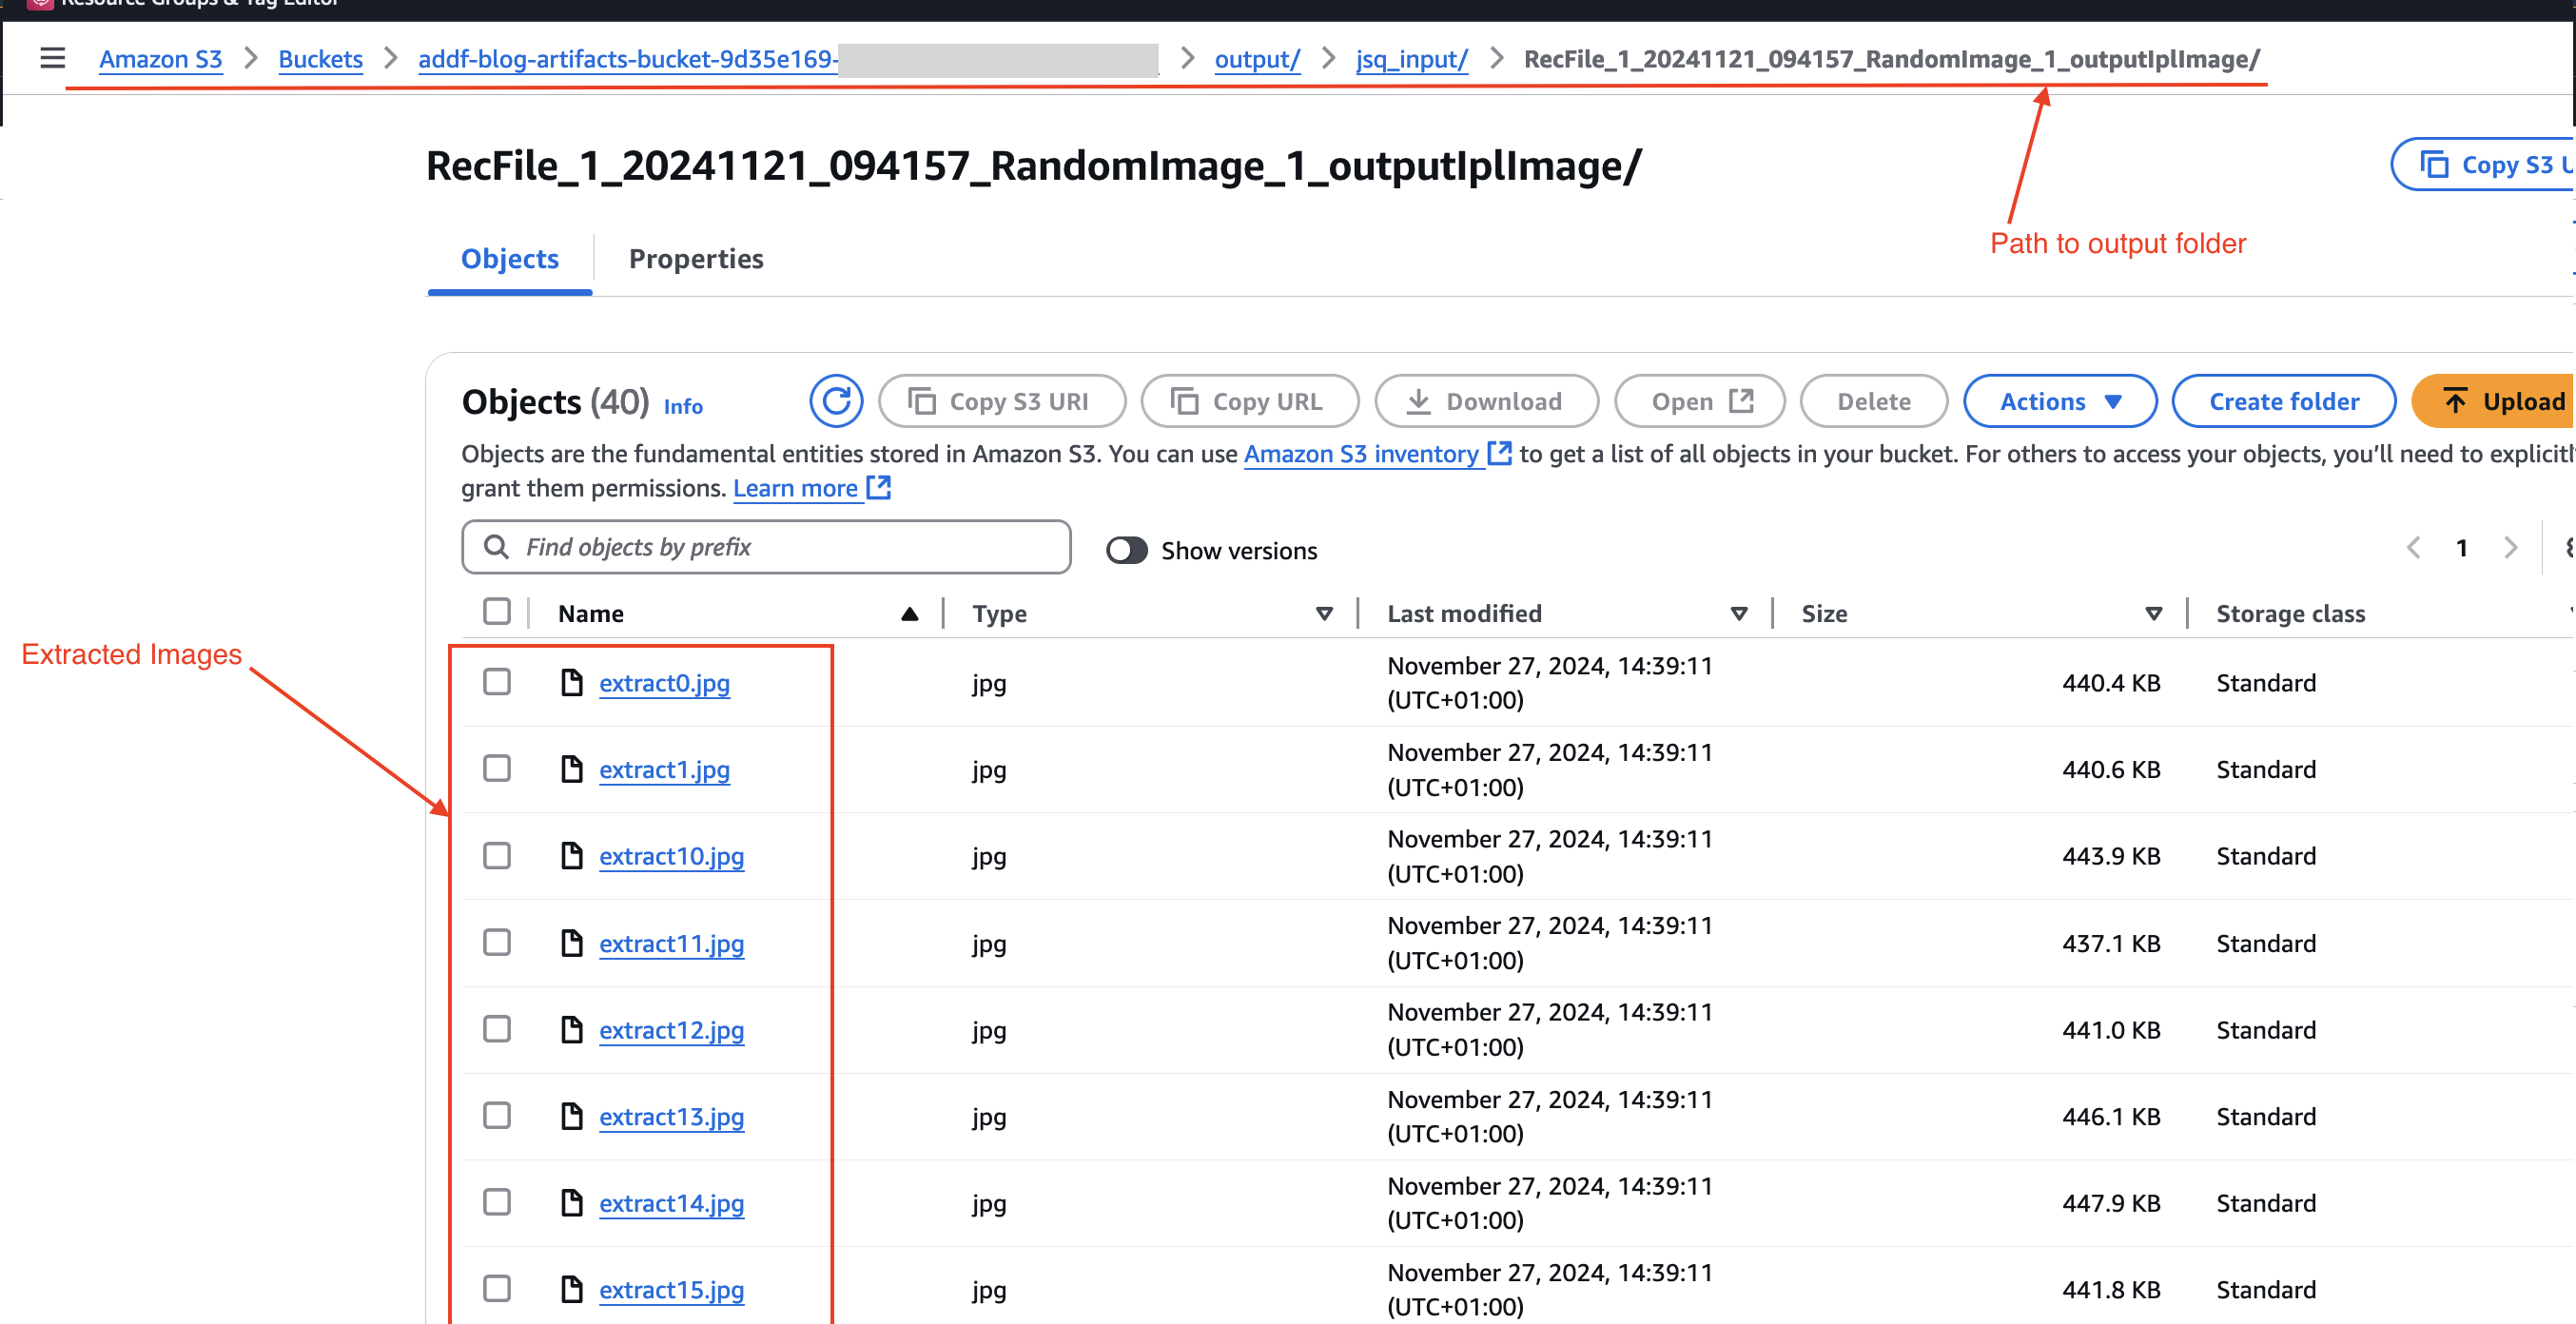 Resource Groups & Tag Editor
Amazon S3 > Buckets > addf-blog-artifacts-bucket-9d35e169- > output/ > jsq_input/ > RecFile_1_20241121_094157_RandomImage_1_outputIplImage/
RecFile_1_20241121_094157_RandomImage_1_outputIplImage/
Copy S3 U
Path to output folder
Objects Properties
Objects (40) Info Copy S3 URI Copy URL Download Open Delete Actions Create folder Upload
Objects are the fundamental entities stored in Amazon S3. You can use Amazon S3 inventory to get a list of all objects in your bucket. For others to access your objects, you'll need to explicitl
grant them permissions. Learn more
Find objects by prefix Show versions 1
Name Type Last modified Size Storage class
Extracted Images
extract0.jpg jpg November 27, 2024, 14:39:11 (UTC+01:00) 440.4 KB Standard
extract1.jpg jpg November 27, 2024, 14:39:11 (UTC+01:00) 440.6 KB Standard
extract10.jpg jpg November 27, 2024, 14:39:11 (UTC+01:00) 443.9 KB Standard
extract11.jpg jpg November 27, 2024, 14:39:11 (UTC+01:00) 437.1 KB Standard
extract12.jpg jpg November 27, 2024, 14:39:11 (UTC+01:00) 441.0 KB Standard
extract13.jpg jpg November 27, 2024, 14:39:11 (UTC+01:00) 446.1 KB Standard
extract14.jpg jpg November 27, 2024, 14:39:11 (UTC+01:00) 447.9 KB Standard
extract15.jpg jpg November 27, 2024, 14:39:11 (UTC+01:00) 441.8 KB Standard